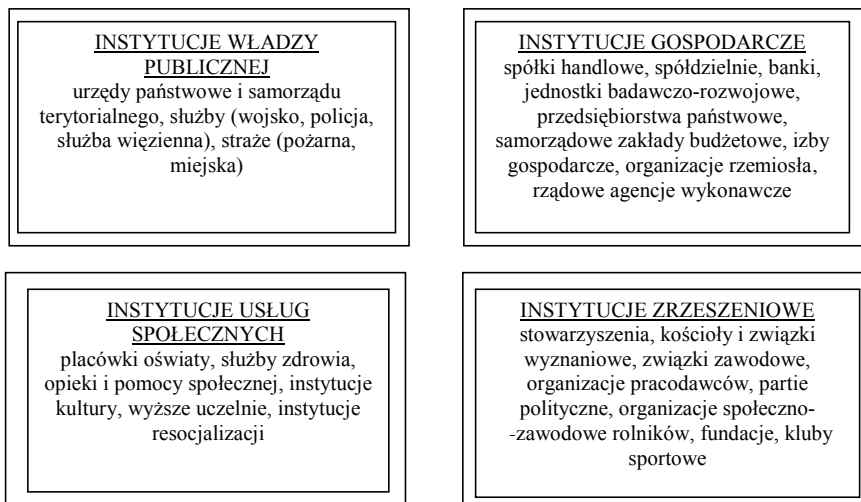 INSTYTUCJE WŁADZY
PUBLICZNEJ
urzędy państwowe i samorządu
terytorialnego, służby (wojsko, policja,
służba więzienna), straże (pożarna,
miejska)
INSTYTUCJE GOSPODARCZE
spółki handlowe, spółdzielnie, banki,
jednostki badawczo-rozwojowe,
przedsiębiorstwa państwowe,
samorządowe zakłady budżetowe, izby
gospodarcze, organizacje rzemiosła,
rządowe agencje wykonawcze
INSTYTUCJE USŁUG
SPOŁECZNYCH
placówki oświaty, służby zdrowia,
opieki i pomocy społecznej, instytucje
kultury, wyższe uczelnie, instytucje
resocjalizacji
INSTYTUCJE ZRZESZENIOWE
stowarzyszenia, kościoły i związki
wyznaniowe, związki zawodowe,
organizacje pracodawców, partie
polityczne, organizacje społeczno-
-zawodowe rolników, fundacje, kluby
sportowe